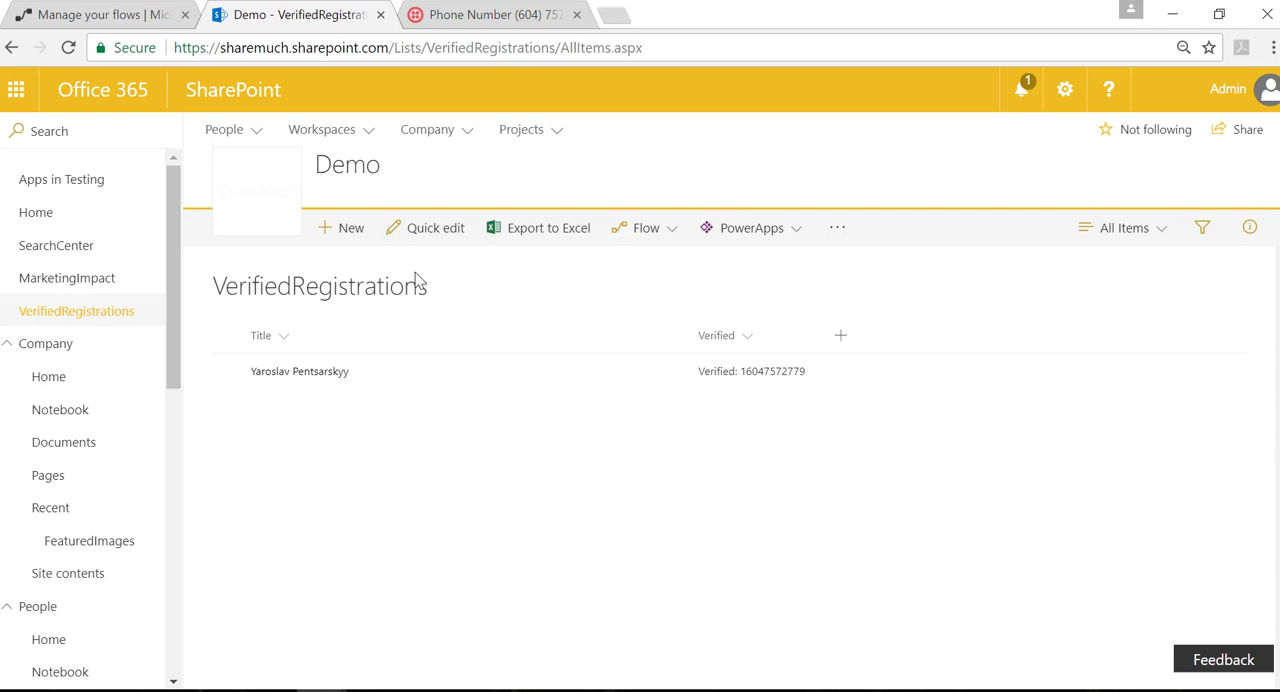 Manage your flows | Mic
Demo - VerifiedRegistrat
Phone Number (604) 757
Secure
https://sharemuch.sharepoint.com/Lists/VerifiedRegistrations/AllItems.aspx
Office 365
SharePoint
1
?
Admin
Search
People
Workspaces
Company
Projects
Not following
Share
Demo
New
Quick edit
Export to Excel
Flow
PowerApps
...
All Items
Apps in Testing
Home
SearchCenter
MarketingImpact
VerifiedRegistrations
Company
Home
Notebook
Documents
Pages
Recent
FeaturedImages
Site contents
People
Home
Notebook
VerifiedRegistrations
Title
Verified
Yaroslav Pentsarskyy
Verified: 16047572779
Feedback